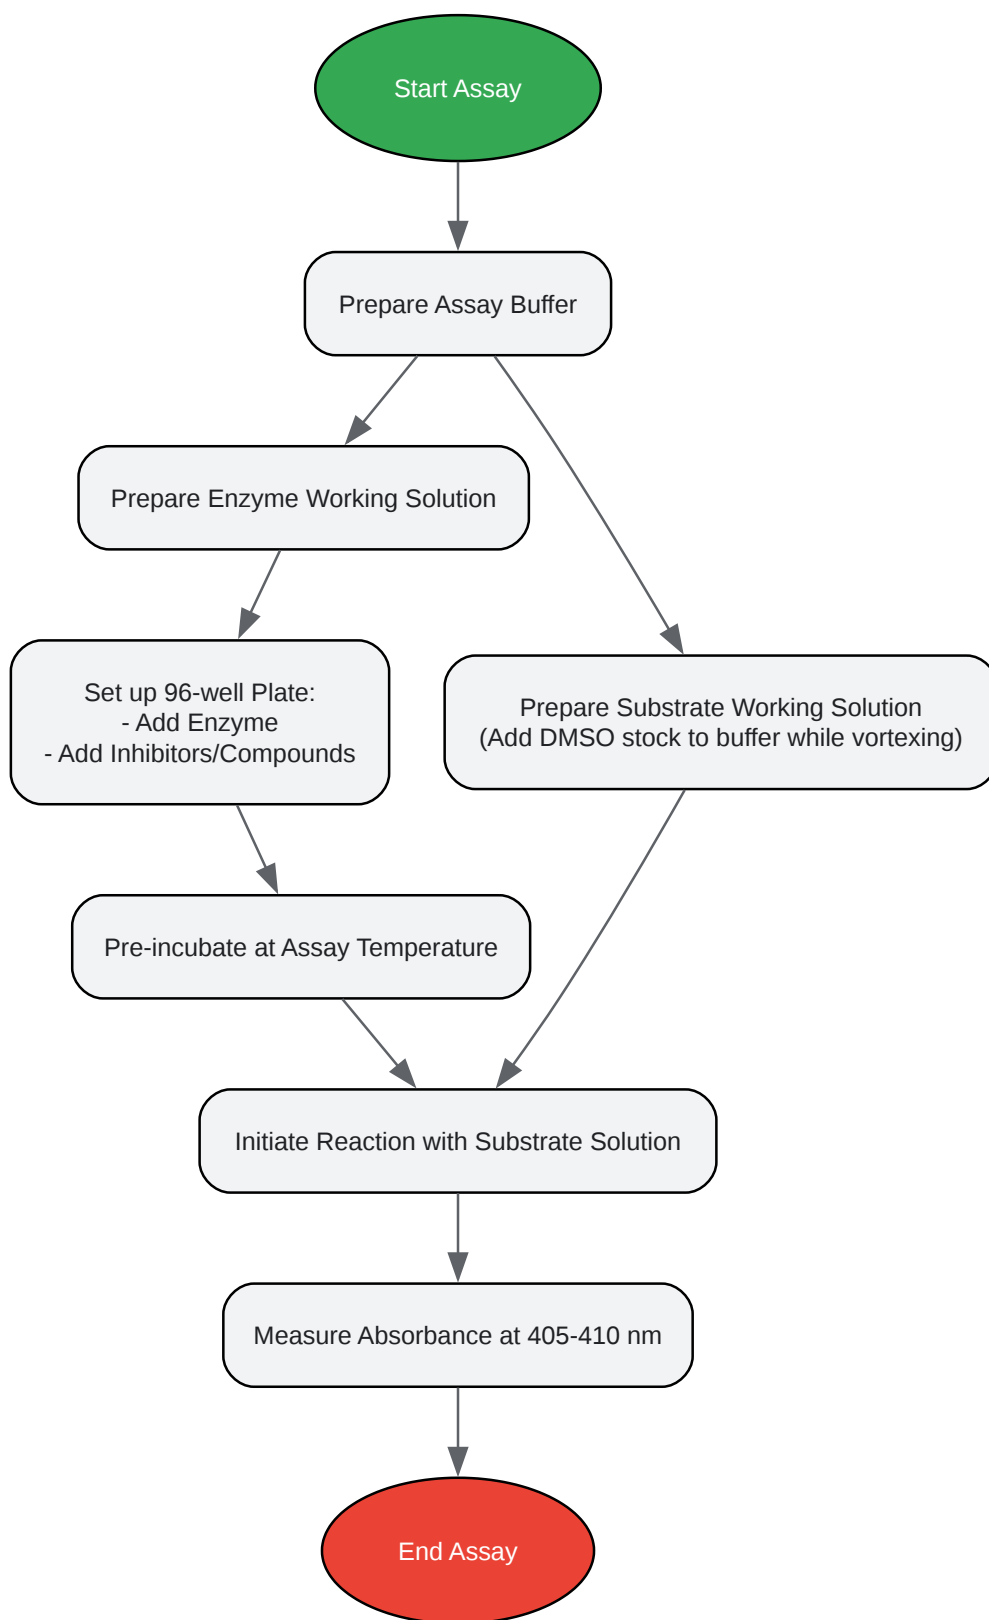 Start Assay
Prepare Assay Buffer
Prepare Enzyme Working Solution
Set up 96-well Plate:
- Add Enzyme
- Add Inhibitors/Compounds
Prepare Substrate Working Solution
(Add DMSO stock to buffer while vortexing)
Pre-incubate at Assay Temperature
Initiate Reaction with Substrate Solution
Measure Absorbance at 405-410 nm
End Assay